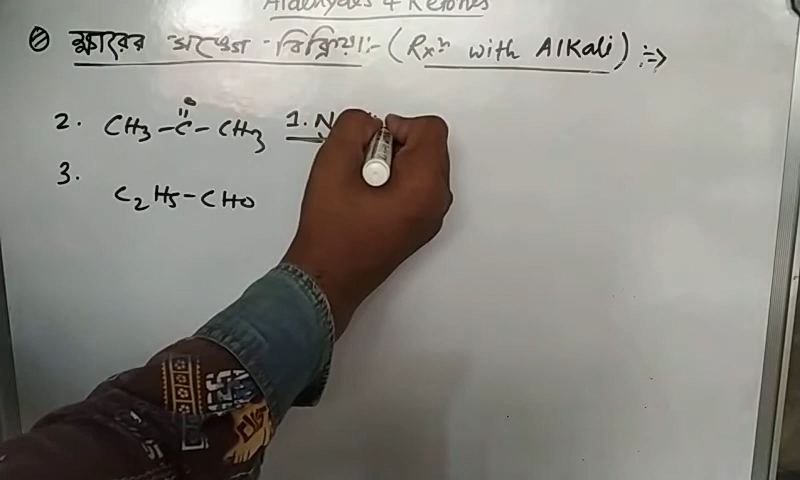 Aldehydes & Ketones
ক্ষারের সঙ্গে বিক্রিয়া:- (Rxn with Alkali) :=>
2. CH3-C-CH3 1. N
O
3.
C2H5-CHO